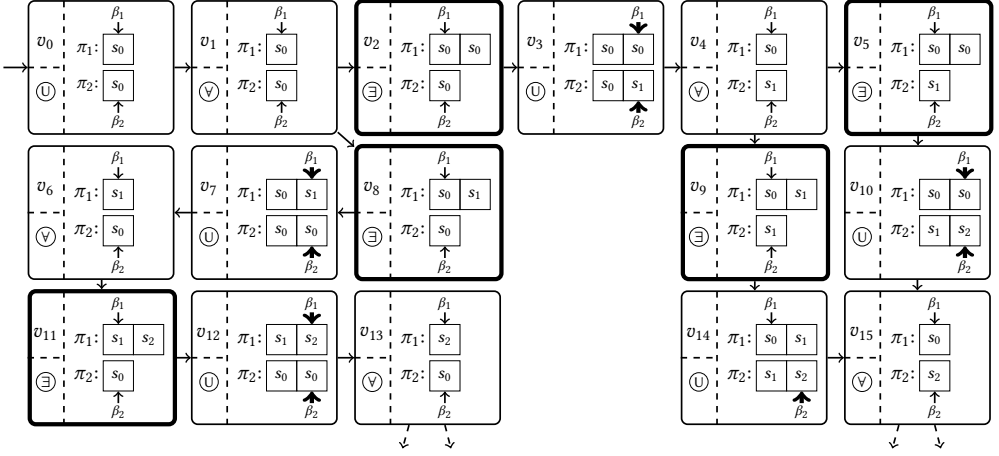 β₁
v₀ π₁: s₀
U π₂: s₀
β₂
β₁
v₁ π₁: s₀
∀ π₂: s₀
β₂
β₁
v₂ π₁: s₀ s₀
∃ π₂: s₀
β₂
β₁
v₃ π₁: s₀ s₀
U π₂: s₀ s₁
β₂
β₁
v₄ π₁: s₀
∀ π₂: s₁
β₂
β₁
v₅ π₁: s₀ s₀
∃ π₂: s₁
β₂
β₁
v₆ π₁: s₁
∀ π₂: s₀
β₂
β₁
v₇ π₁: s₀ s₁
U π₂: s₀ s₀
β₂
β₁
v₈ π₁: s₀ s₁
∃ π₂: s₀
β₂
β₁
v₉ π₁: s₀ s₁
∃ π₂: s₁
β₂
β₁
v₁₀ π₁: s₀ s₀
U π₂: s₁ s₂
β₂
β₁
v₁₁ π₁: s₁ s₂
∃ π₂: s₀
β₂
β₁
v₁₂ π₁: s₁ s₂
U π₂: s₀ s₀
β₂
β₁
v₁₃ π₁: s₂
∀ π₂: s₀
β₂
β₁
v₁₄ π₁: s₀ s₁
U π₂: s₁ s₂
β₂
β₁
v₁₅ π₁: s₀
∀ π₂: s₂
β₂